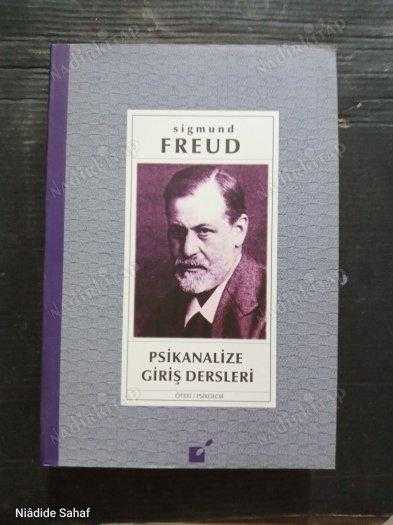 sigmund
FREUD
PSİKANALİZE
GİRİŞ DERSLERİ
ÖTEKİ / PSİKOLOJİ
Niâdide Sahaf